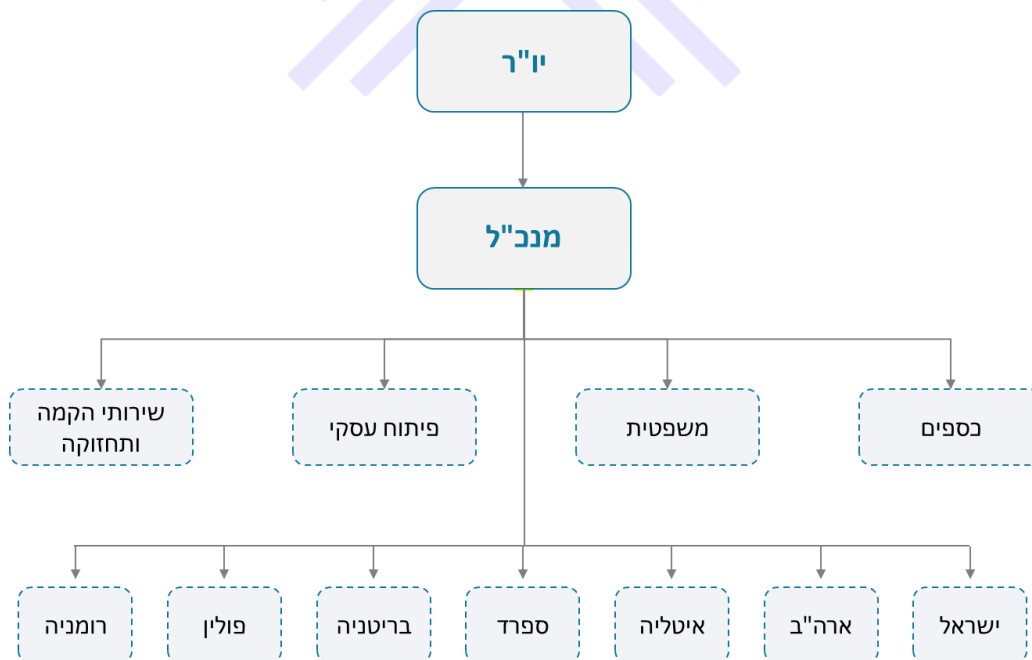 יו"ר
מנכ"ל
כספים
משפטית
פיתוח עסקי
שירותי הקמה
ותחזוקה
ישראל
ארה"ב
איטליה
ספרד
בריטניה
פולין
רומניה